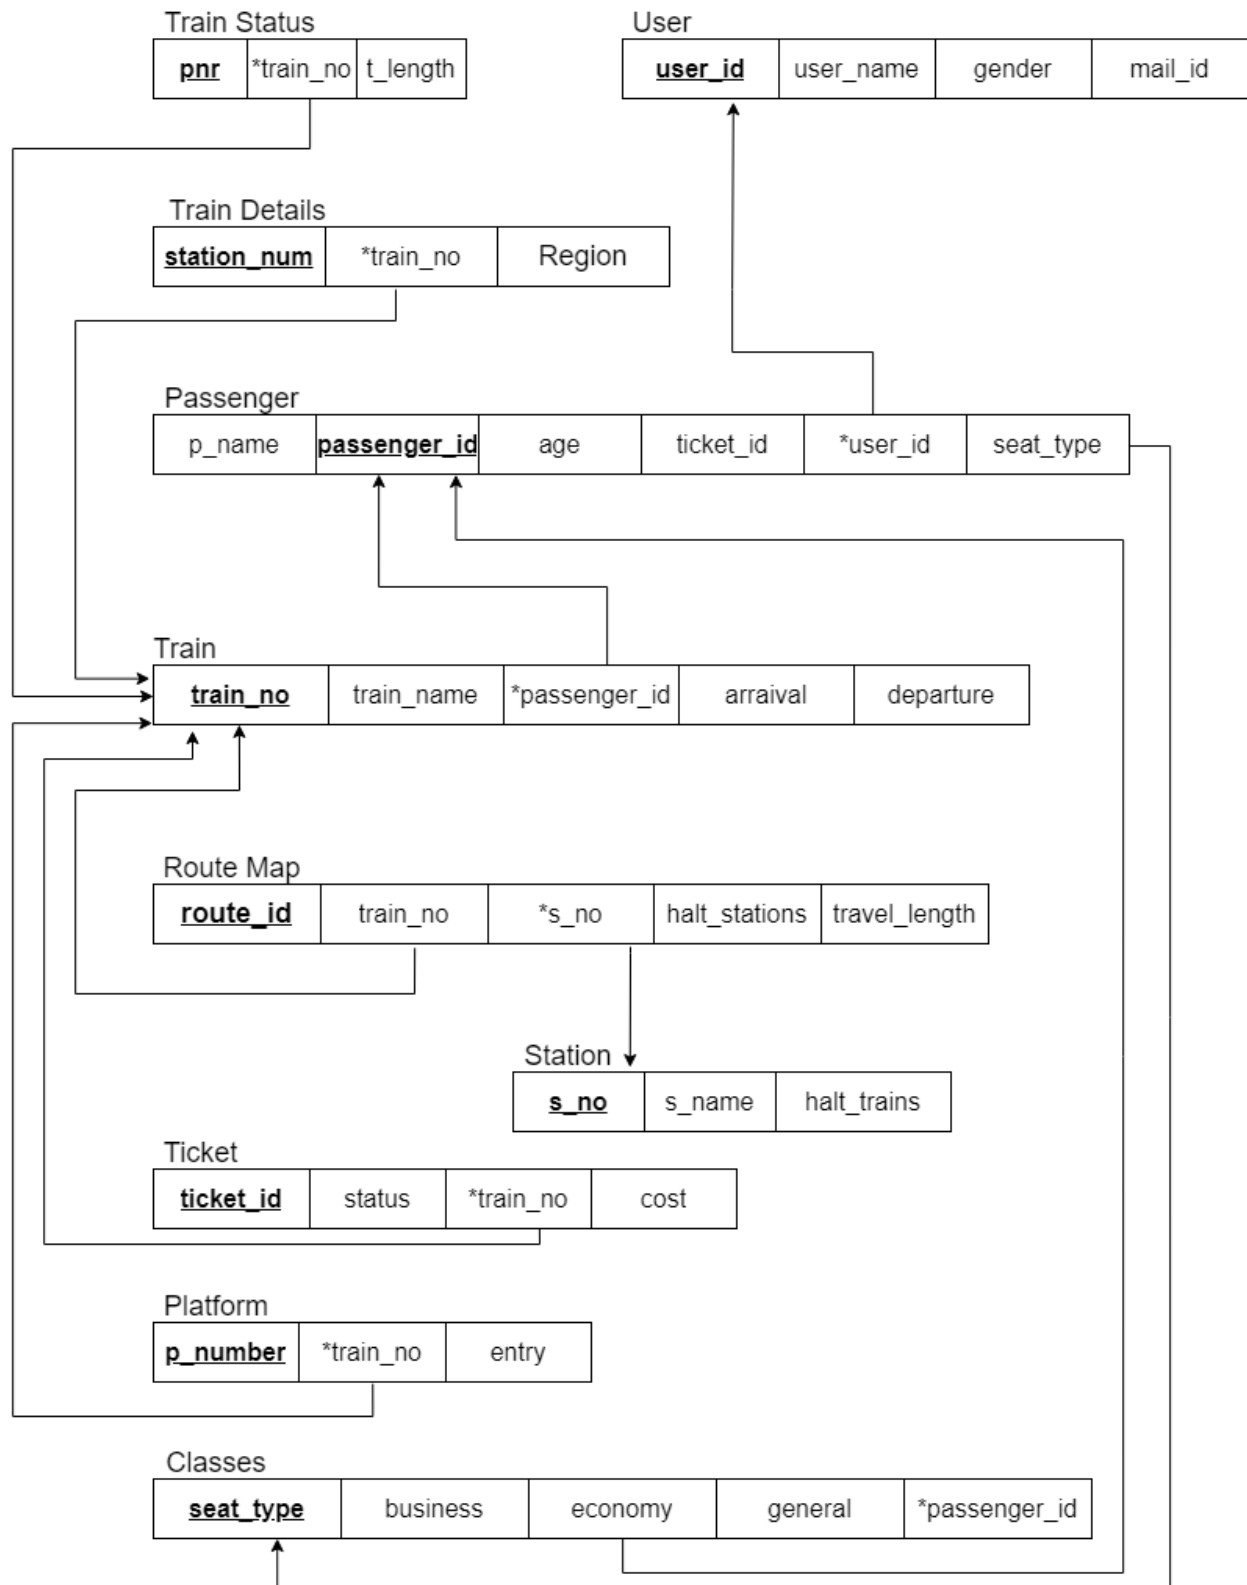 Train Status
pnr *train_no t_length
User
user_id user_name gender mail_id
Train Details
station_num *train_no Region
Passenger
p_name passenger_id age ticket_id *user_id seat_type
Train
train_no train_name *passenger_id arraival departure
Route Map
route_id train_no *s_no halt_stations travel_length
Station
s_no s_name halt_trains
Ticket
ticket_id status *train_no cost
Platform
p_number *train_no entry
Classes
seat_type business economy general *passenger_id